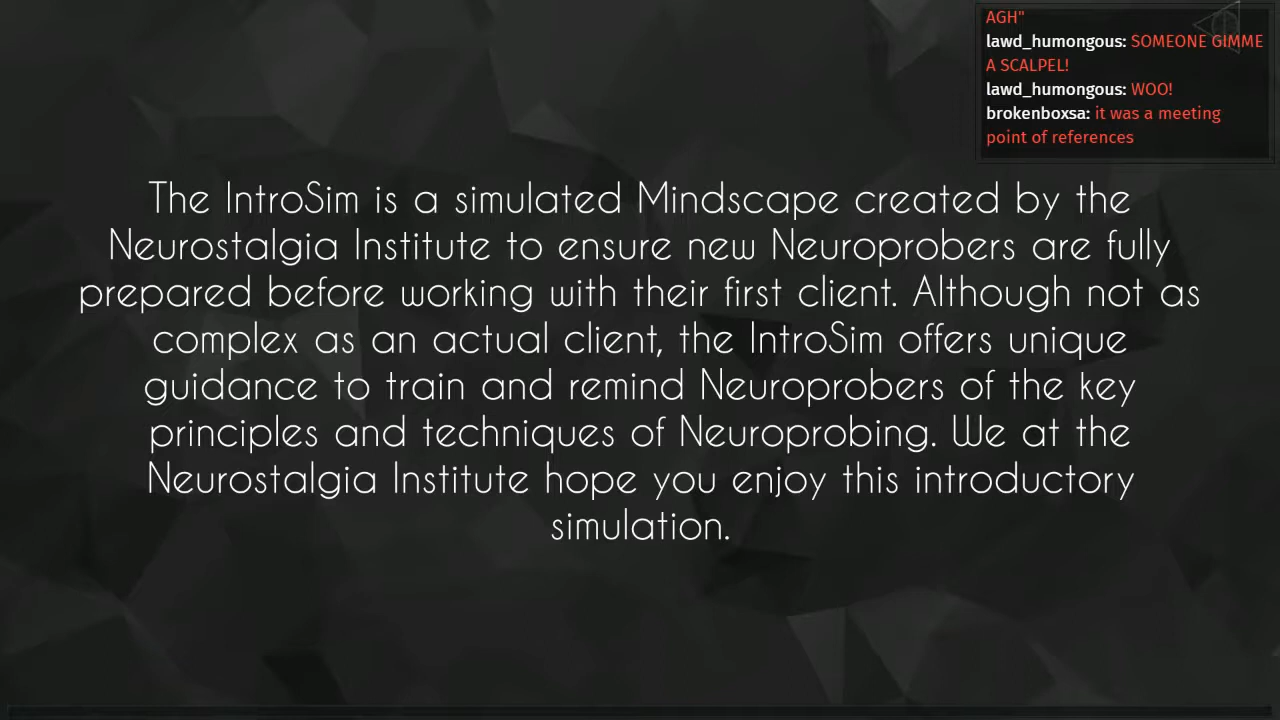 AGH"
lawd_humongous: SOMEONE GIMME
A SCALPEL!
lawd_humongous: WOO!
brokenboxsa: it was a meeting
point of references
The IntroSim is a simulated Mindscape created by the
Neurostalgia Institute to ensure new Neuroprobers are fully
prepared before working with their first client. Although not as
complex as an actual client, the IntroSim offers unique
guidance to train and remind Neuroprobers of the key
principles and techniques of Neuroprobing. We at the
Neurostalgia Institute hope you enjoy this introductory
simulation.